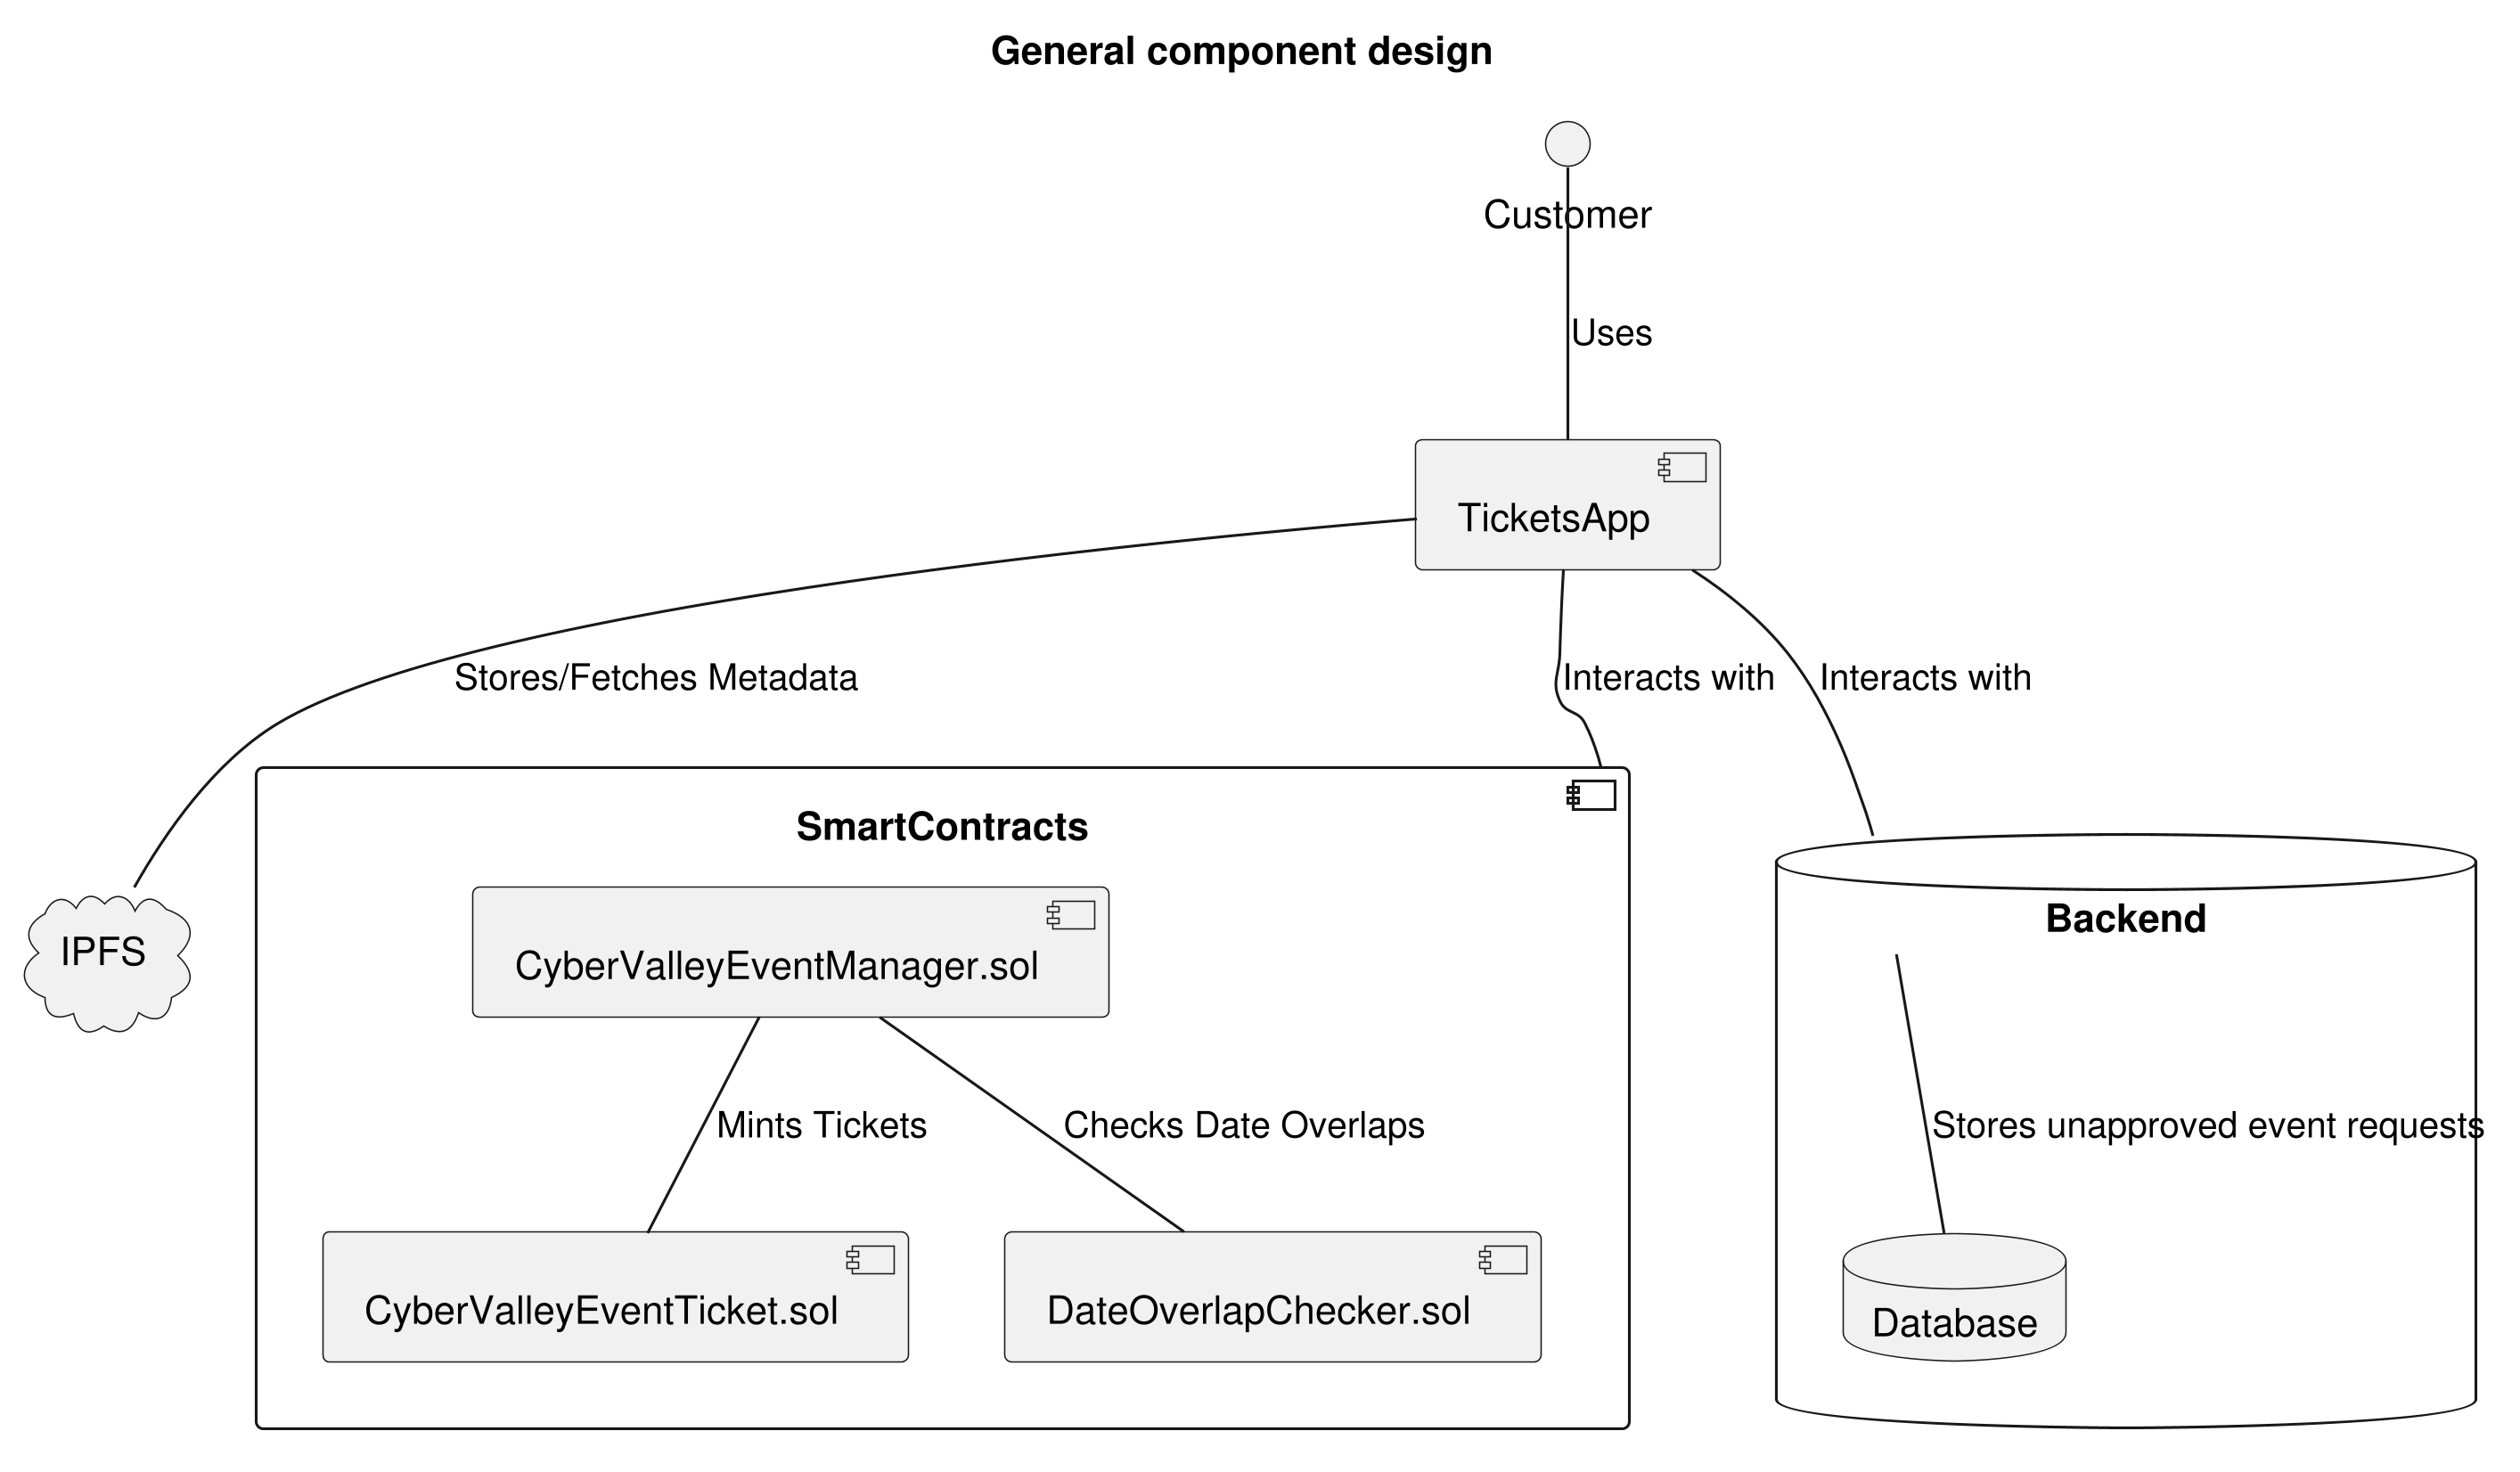 General component design
Customer
Uses
TicketsApp
Stores/Fetches Metadata
Interacts with
Interacts with
SmartContracts
Backend
IPFS
CyberValleyEventManager.sol
Mints Tickets
Checks Date Overlaps
Stores unapproved event requests
CyberValleyEventTicket.sol
DateOverlapChecker.sol
Database